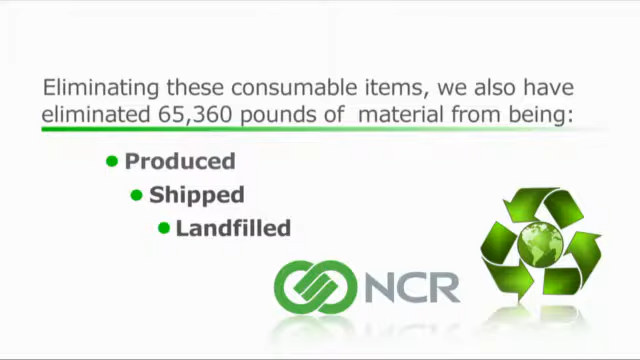 Eliminating these consumable items, we also have
eliminated 65,360 pounds of material from being:
Produced
Shipped
Landfilled
NCR